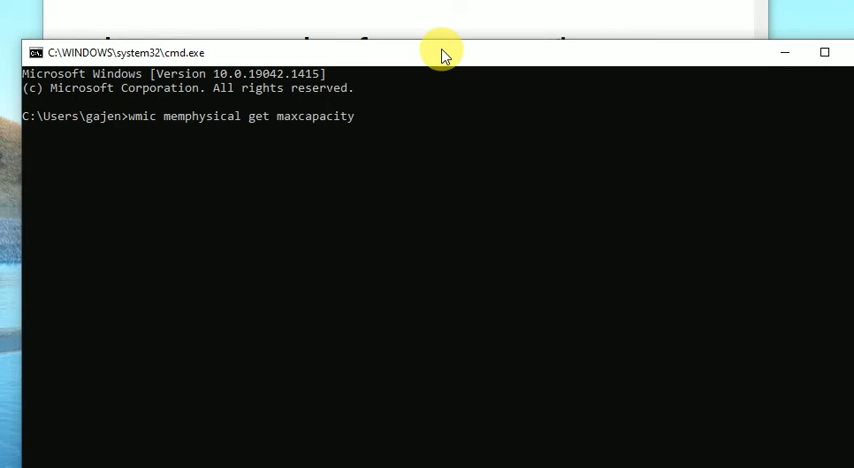 C:\WINDOWS\system32\cmd.exe
Microsoft Windows [Version 10.0.19042.1415]
(c) Microsoft Corporation. All rights reserved.
C:\Users\gajen>wmic memphysical get maxcapacity